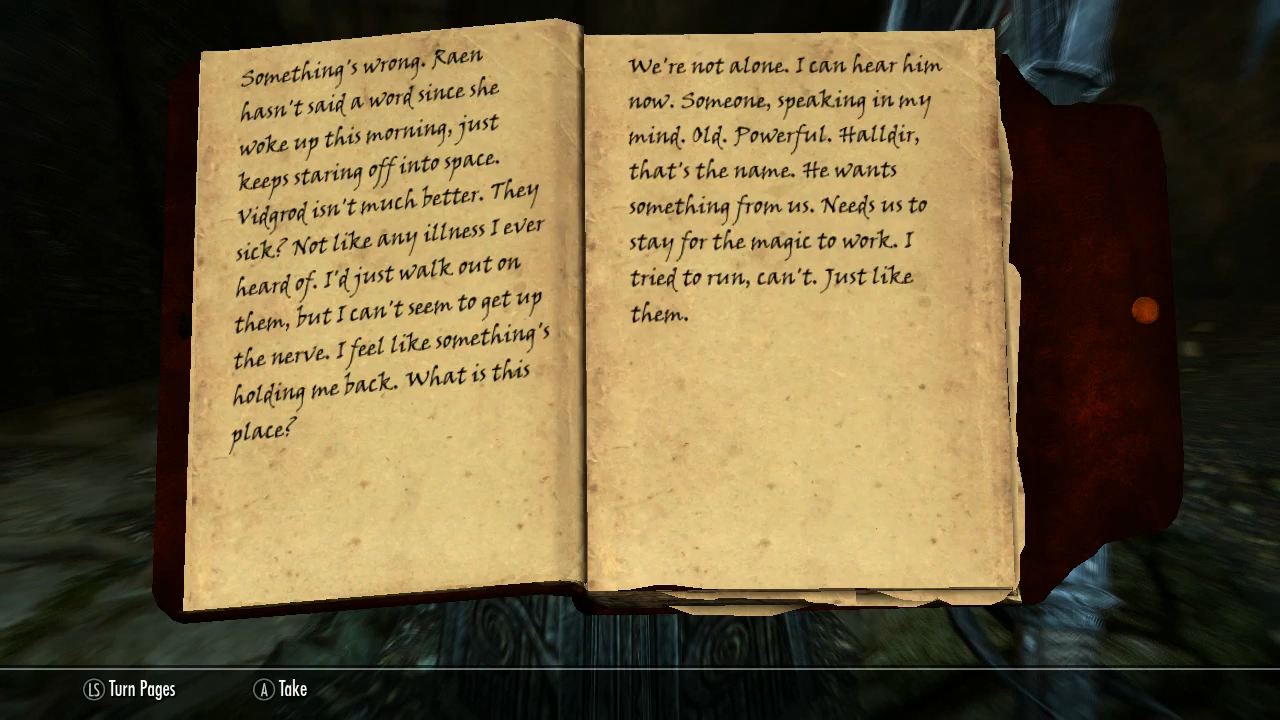 Something's wrong. Raen
hasn't said a word since she
woke up this morning, just
keeps staring off into space.
Vidgrod isn't much better. They
sick? Not like any illness I ever
heard of. I'd just walk out on
them, but I can't seem to get up
the nerve. I feel like something's
holding me back. What is this
place?
We're not alone. I can hear him
now. Someone, speaking in my
mind. Old. Powerful. Halldir,
that's the name. He wants
something from us. Needs us to
stay for the magic to work. I
tried to run, can't. Just like
them.
LS Turn Pages
A Take